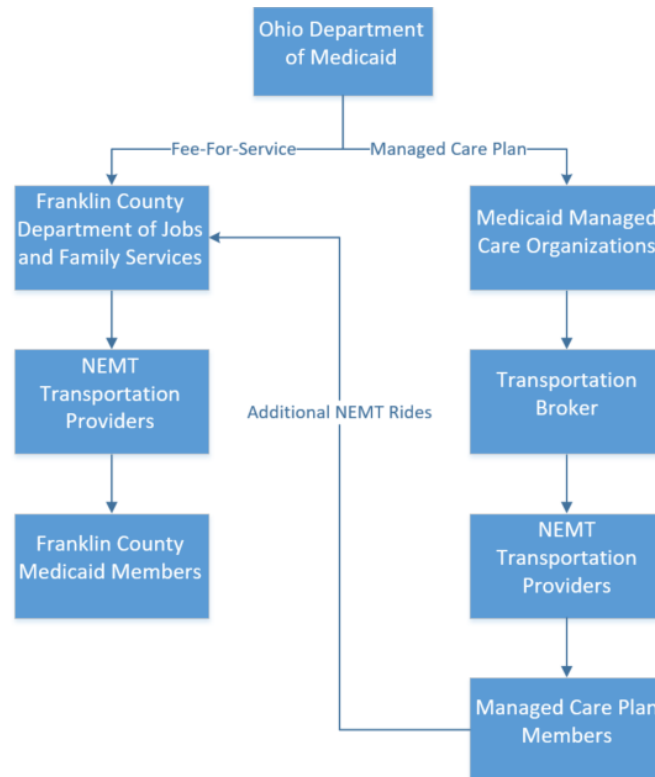 Ohio Department
of Medicaid
Fee-For-Service
Managed Care Plan
Franklin County
Department of Jobs
and Family Services
Medicaid Managed
Care Organizations
NEMT
Transportation
Providers
Transportation
Broker
Additional NEMT Rides
Franklin County
Medicaid Members
NEMT
Transportation
Providers
Managed Care Plan
Members